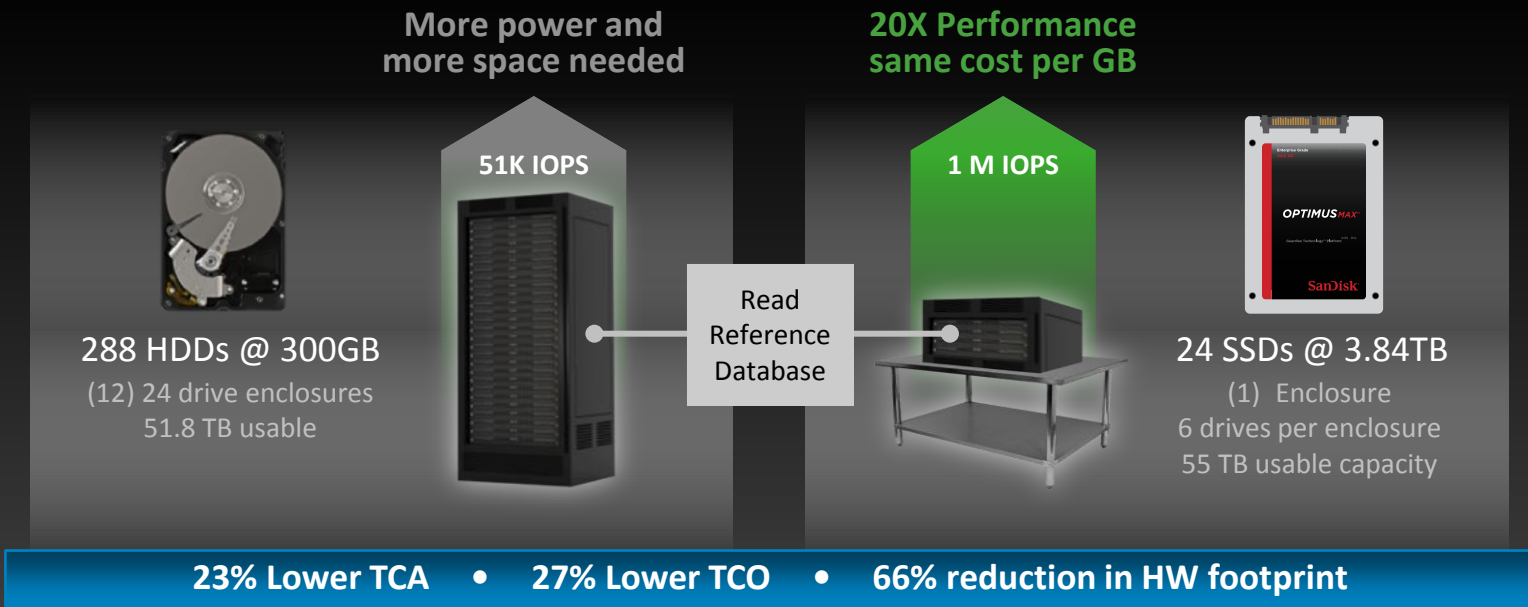 More power and
more space needed
20X Performance
same cost per GB
51K IOPS
1 M IOPS
Enterprise Grade
OPTIMUS MAX™
SanDisk
Read
Reference
Database
288 HDDs @ 300GB
(12) 24 drive enclosures
51.8 TB usable
24 SSDs @ 3.84TB
(1) Enclosure
6 drives per enclosure
55 TB usable capacity
23% Lower TCA • 27% Lower TCO • 66% reduction in HW footprint